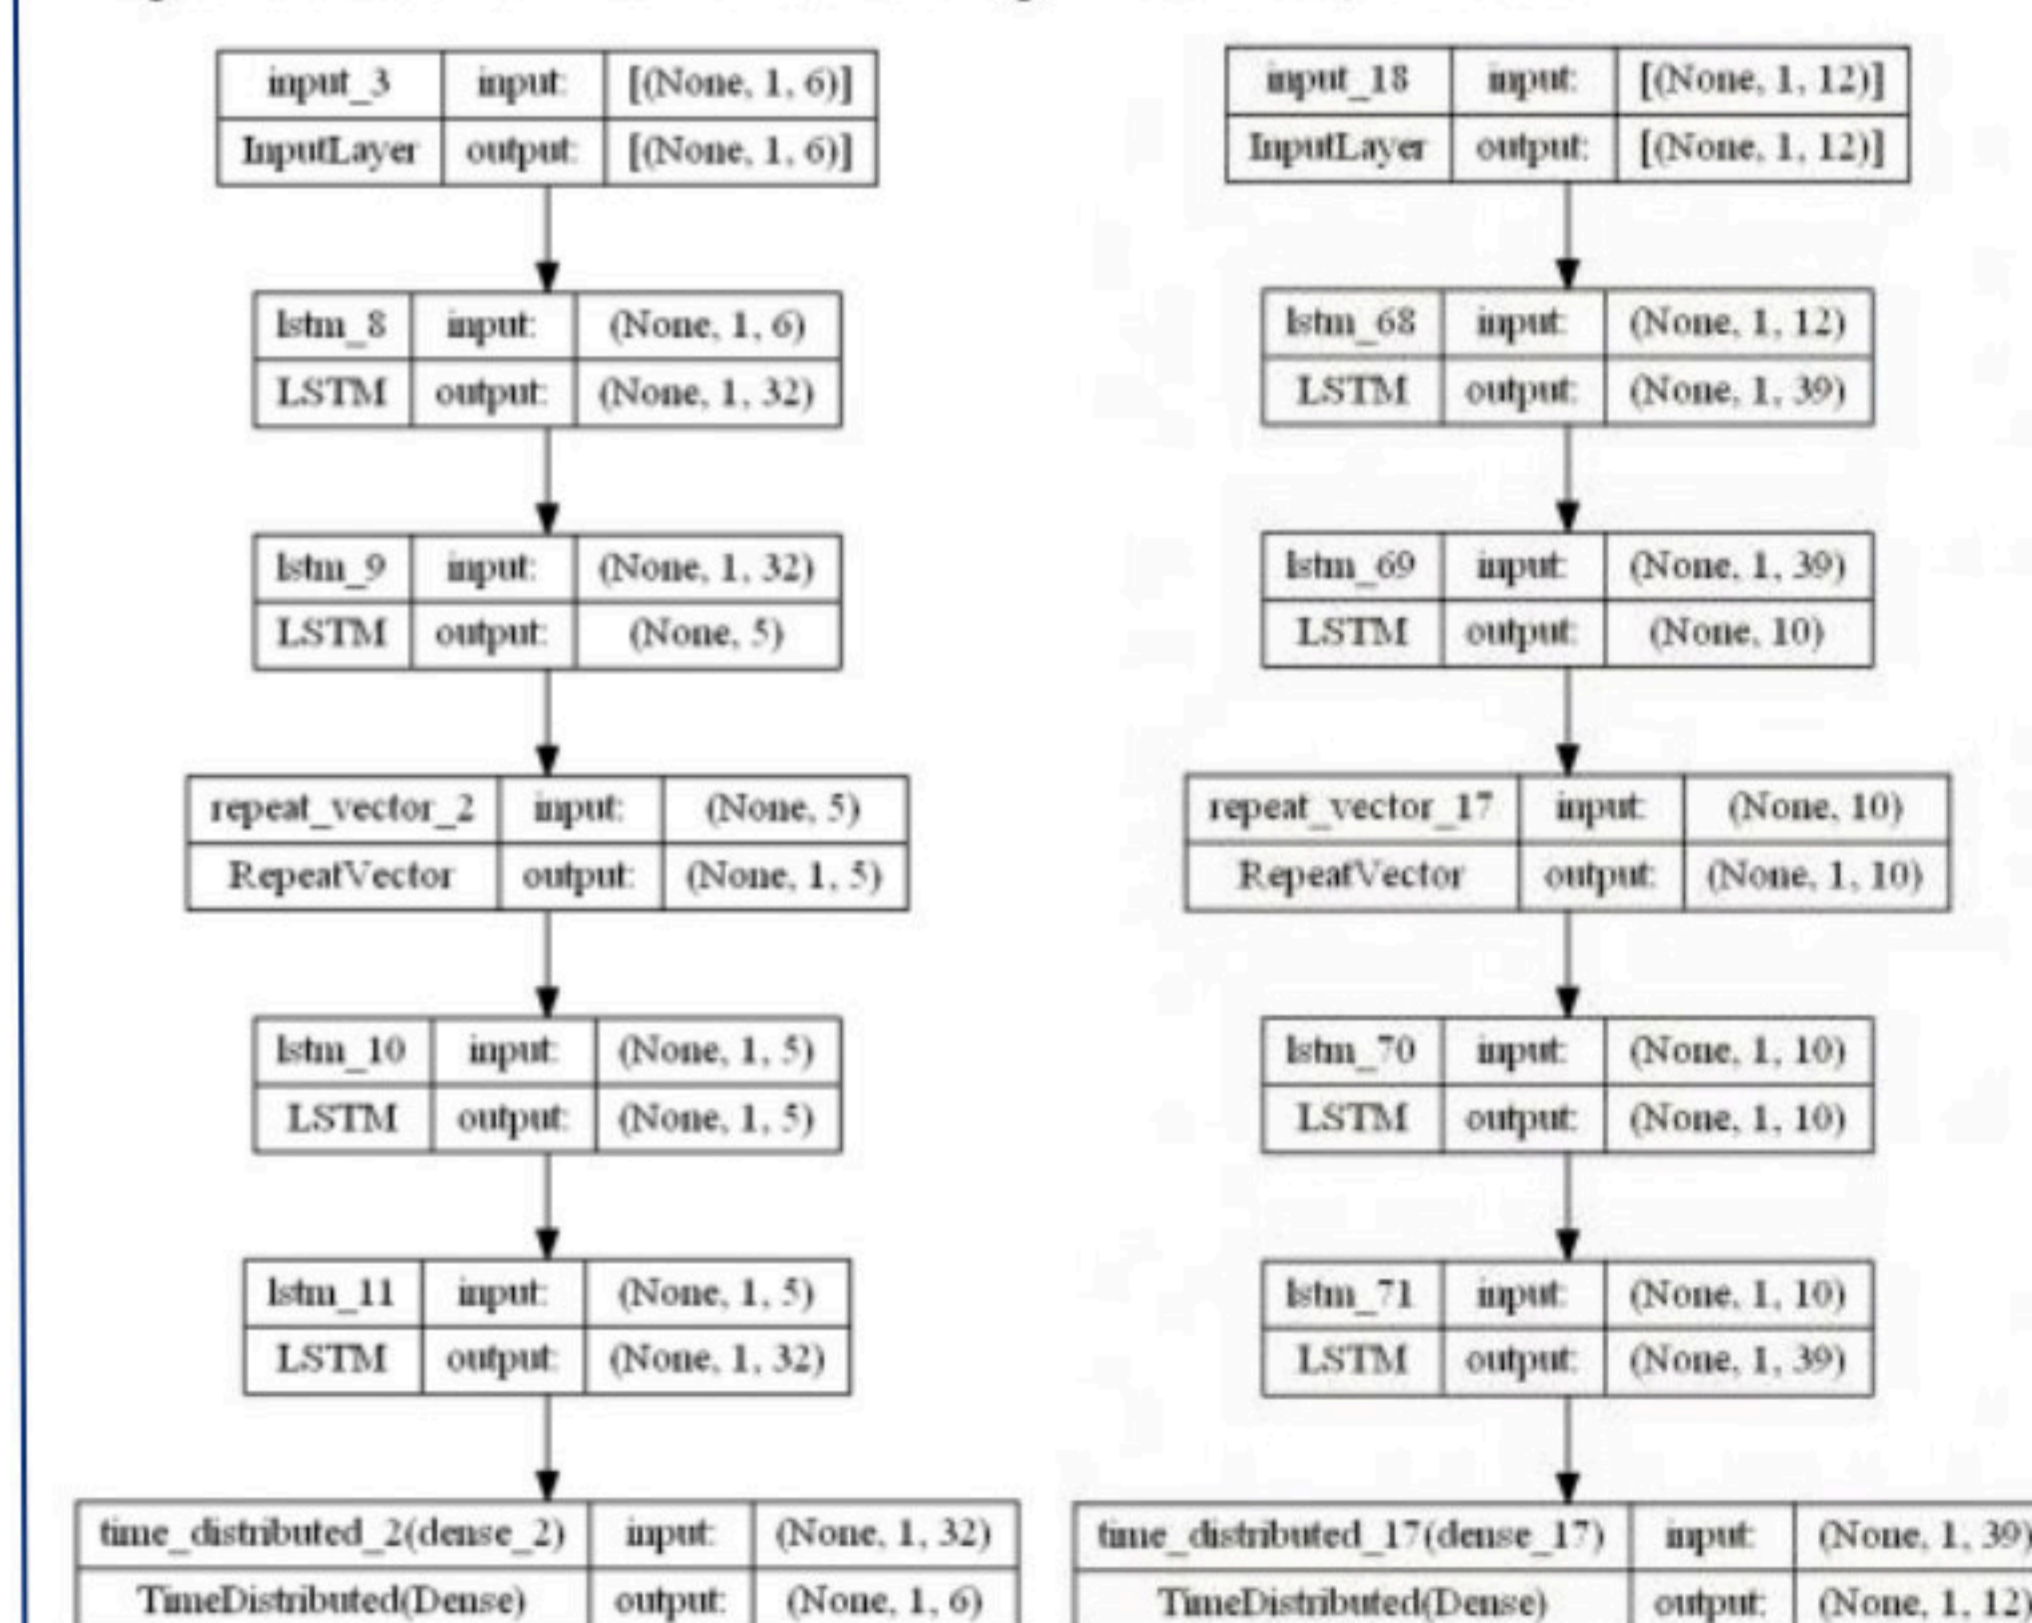 input_3 input: [(None, 1, 6)]
InputLayer output: [(None, 1, 6)]
lstm_8 input: (None, 1, 6)
LSTM output: (None, 1, 32)
lstm_9 input: (None, 1, 32)
LSTM output: (None, 5)
repeat_vector_2 input: (None, 5)
RepeatVector output: (None, 1, 5)
lstm_10 input: (None, 1, 5)
LSTM output: (None, 1, 5)
lstm_11 input: (None, 1, 5)
LSTM output: (None, 1, 32)
time_distributed_2(dense_2) input: (None, 1, 32)
TimeDistributed(Dense) output: (None, 1, 6)
input_18 input: [(None, 1, 12)]
InputLayer output: [(None, 1, 12)]
lstm_68 input: (None, 1, 12)
LSTM output: (None, 1, 39)
lstm_69 input: (None, 1, 39)
LSTM output: (None, 10)
repeat_vector_17 input: (None, 10)
RepeatVector output: (None, 1, 10)
lstm_70 input: (None, 1, 10)
LSTM output: (None, 1, 10)
lstm_71 input: (None, 1, 10)
LSTM output: (None, 1, 39)
time_distributed_17(dense_17) input: (None, 1, 39)
TimeDistributed(Dense) output: (None, 1, 12)